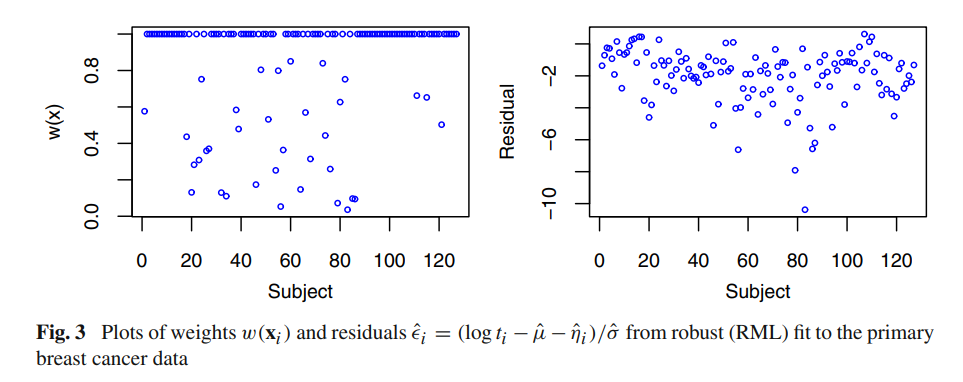 w(x)
0.8
0.4
0.0
0 20 40 60 80 100 120
Subject
Residual
−2
−6
−10
0 20 40 60 80 100 120
Subject
Fig. 3 Plots of weights w(𝐱ᵢ) and residuals ε̂ᵢ = (log tᵢ − μ̂ − η̂ᵢ)/σ̂ from robust (RML) fit to the primary
breast cancer data